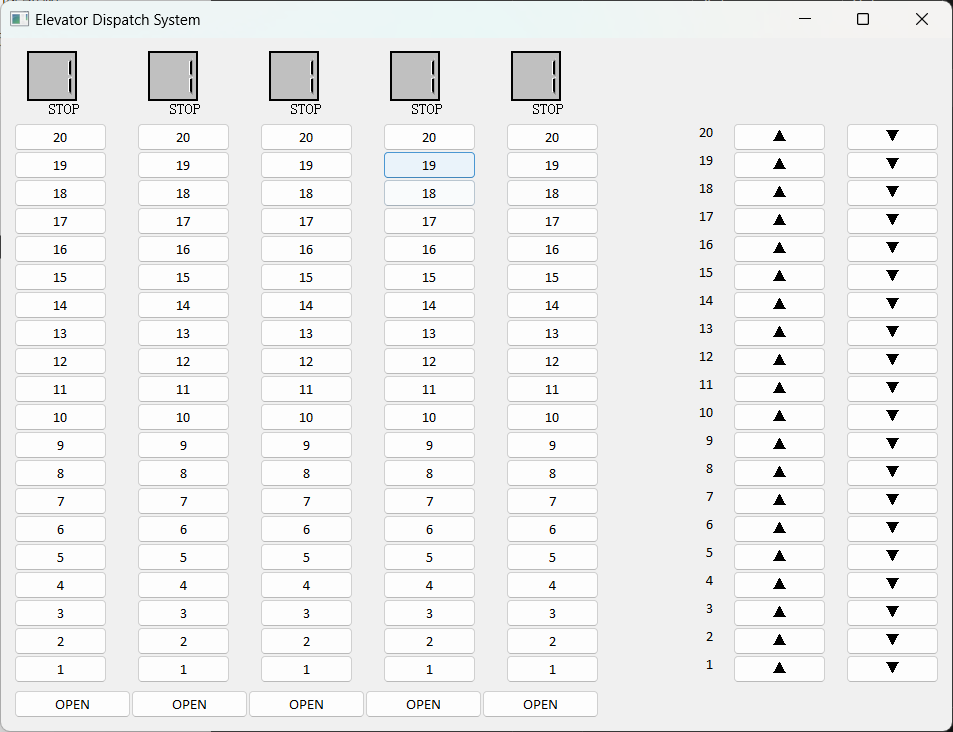 Elevator Dispatch System
1 1 1 1 1
STOP STOP STOP STOP STOP
20 20 20 20 20 20 ▲ ▼
19 19 19 19 19 19 ▲ ▼
18 18 18 18 18 18 ▲ ▼
17 17 17 17 17 17 ▲ ▼
16 16 16 16 16 16 ▲ ▼
15 15 15 15 15 15 ▲ ▼
14 14 14 14 14 14 ▲ ▼
13 13 13 13 13 13 ▲ ▼
12 12 12 12 12 12 ▲ ▼
11 11 11 11 11 11 ▲ ▼
10 10 10 10 10 10 ▲ ▼
9 9 9 9 9 9 ▲ ▼
8 8 8 8 8 8 ▲ ▼
7 7 7 7 7 7 ▲ ▼
6 6 6 6 6 6 ▲ ▼
5 5 5 5 5 5 ▲ ▼
4 4 4 4 4 4 ▲ ▼
3 3 3 3 3 3 ▲ ▼
2 2 2 2 2 2 ▲ ▼
1 1 1 1 1 1 ▲ ▼
OPEN OPEN OPEN OPEN OPEN